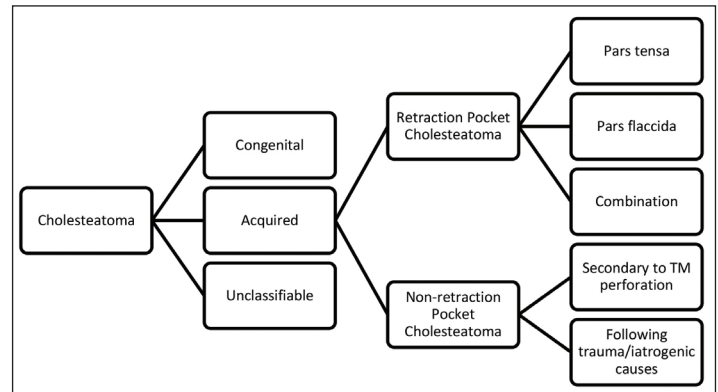 Cholesteatoma
Congenital
Acquired
Unclassifiable
Retraction Pocket
Cholesteatoma
Non-retraction
Pocket
Cholesteatoma
Pars tensa
Pars flaccida
Combination
Secondary to TM
perforation
Following
trauma/iatrogenic
causes